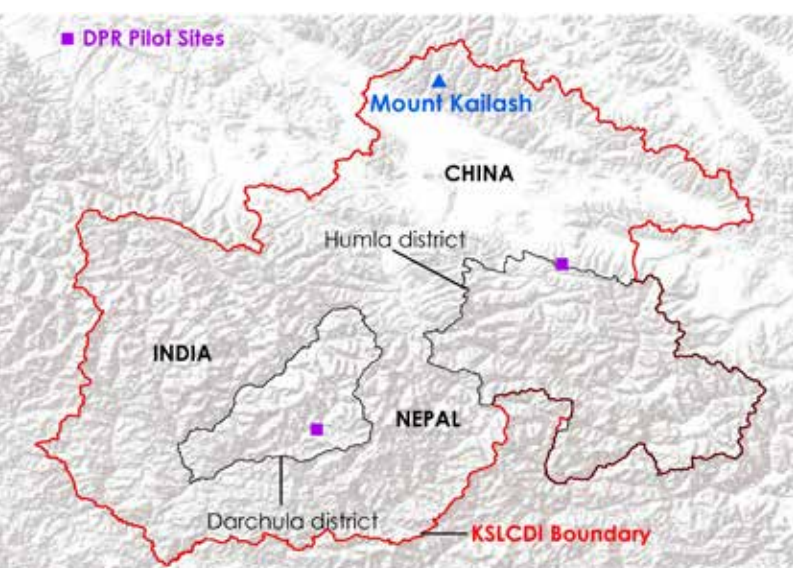 DPR Pilot Sites
Mount Kailash
CHINA
Humla district
INDIA
NEPAL
Darchula district
KSLCDI Boundary